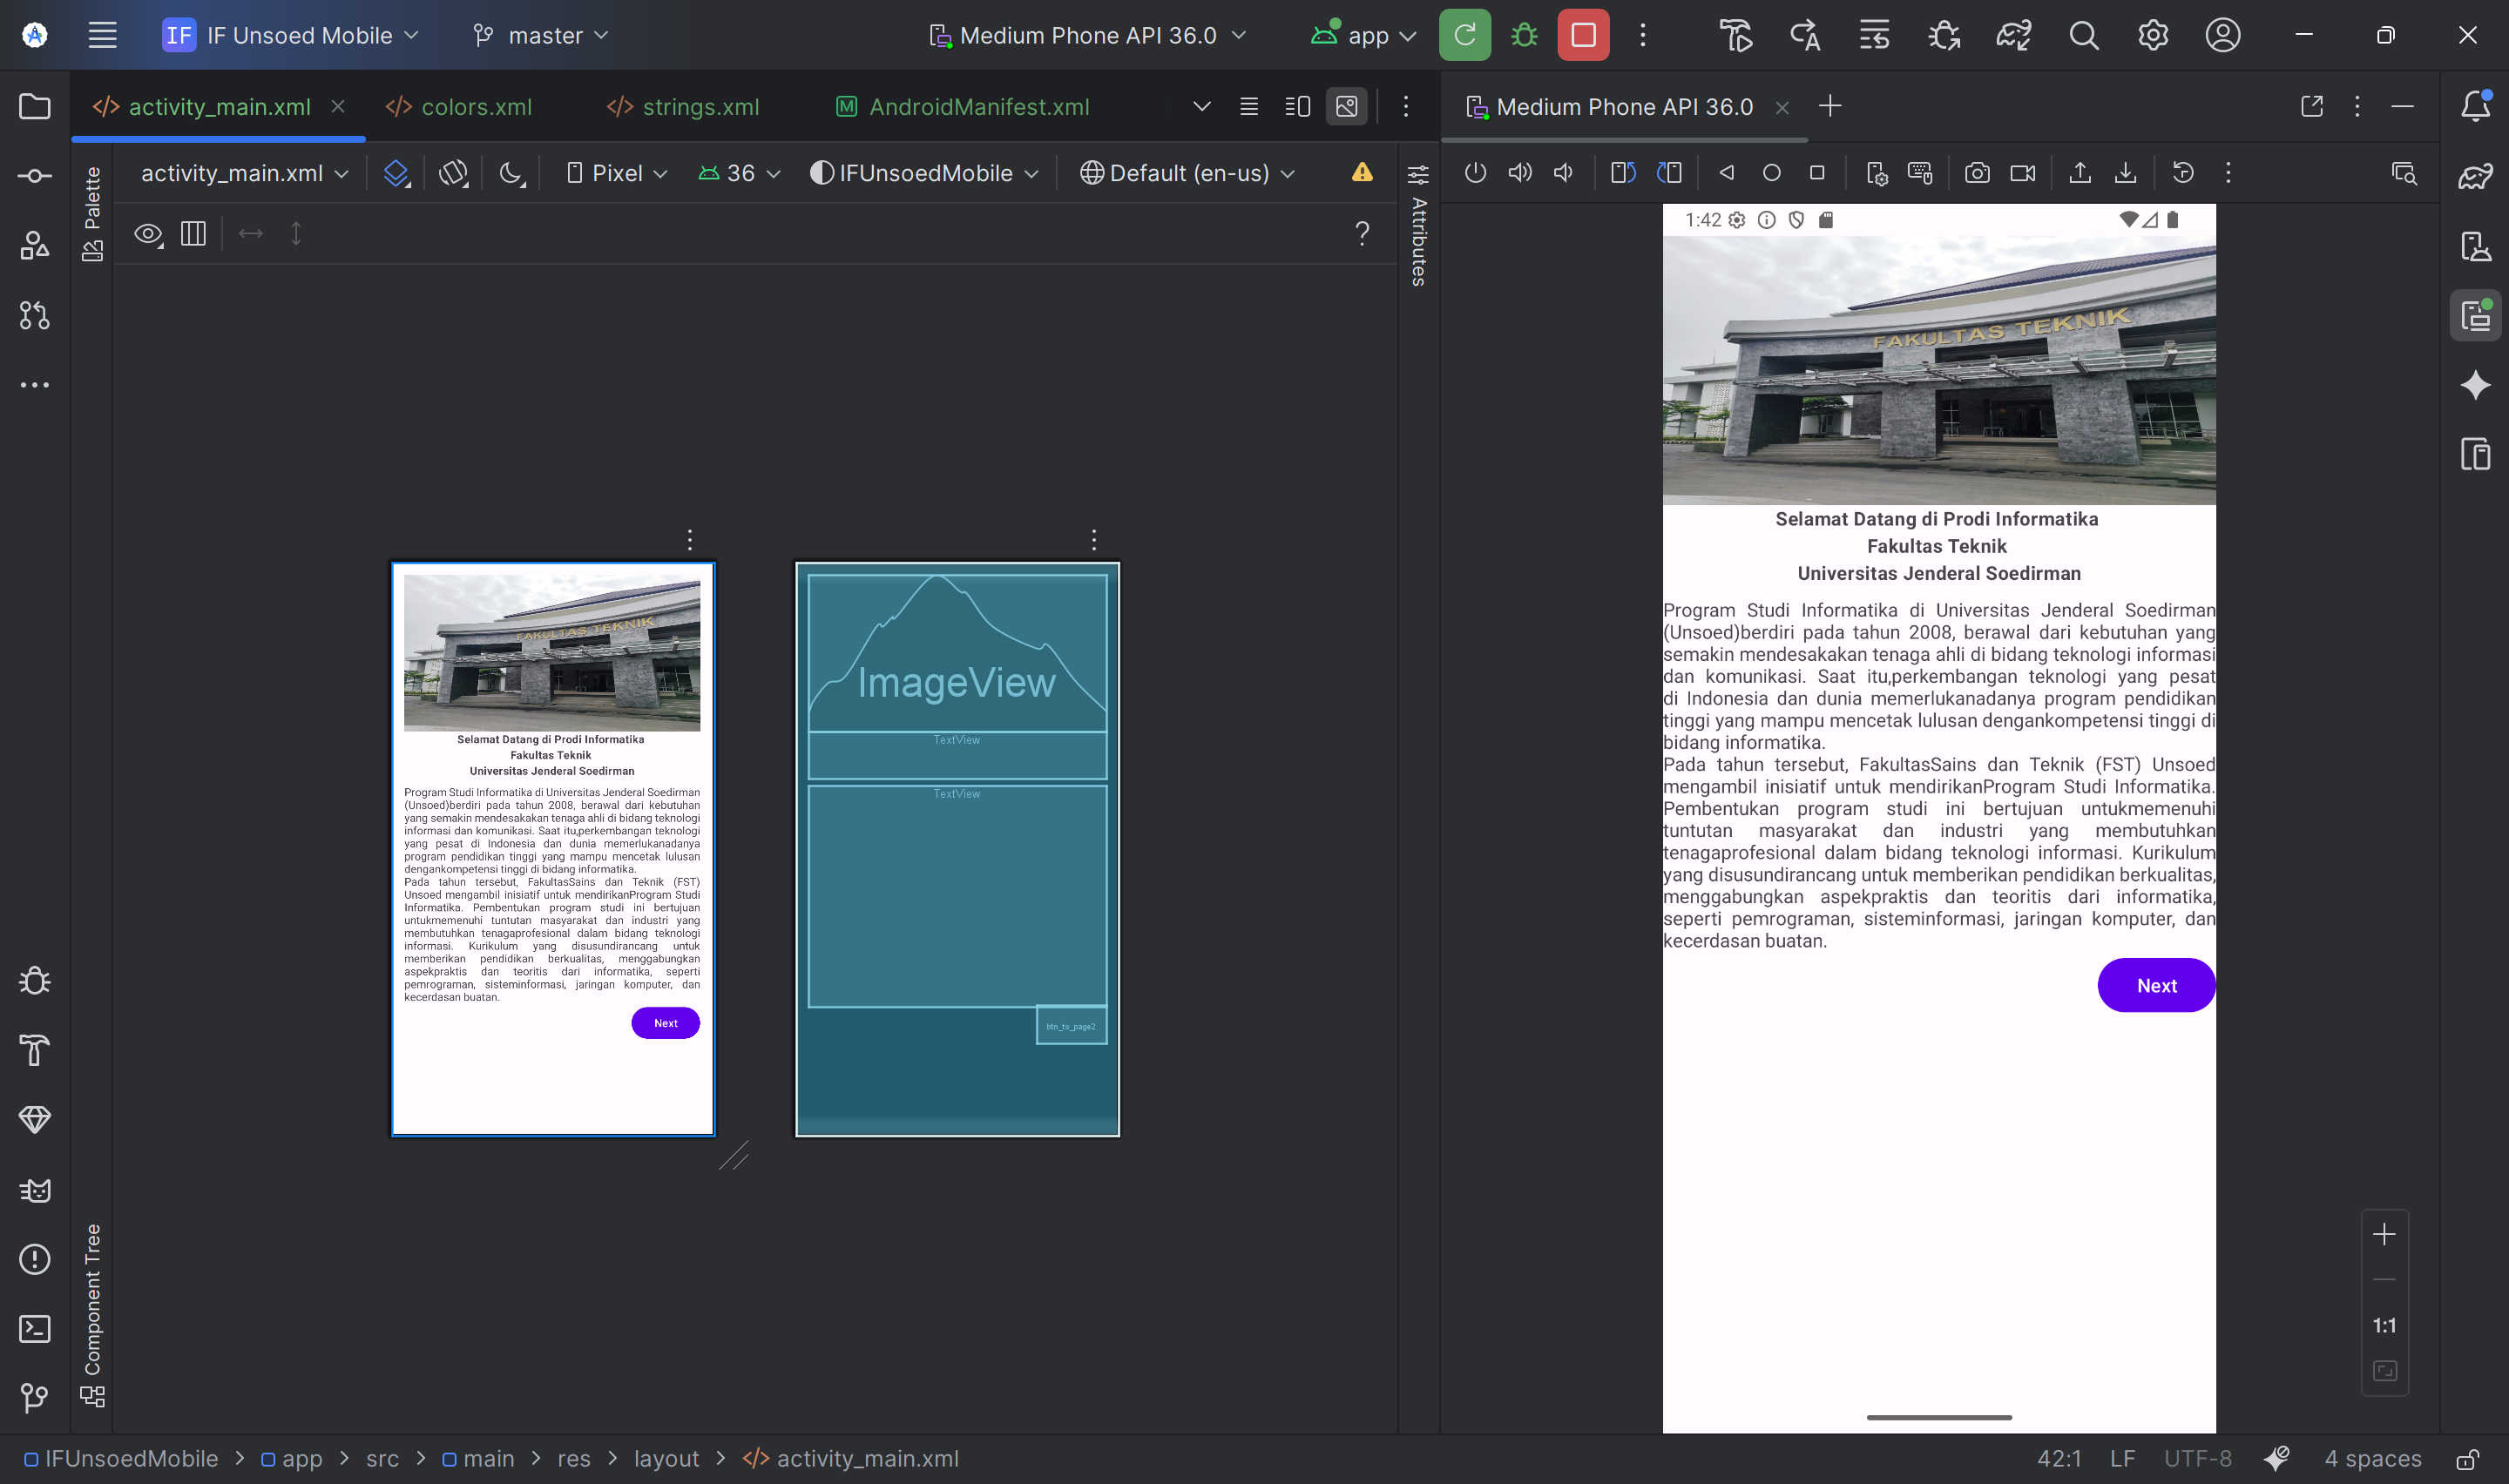 IF IF Unsoed Mobile master Medium Phone API 36.0 app
activity_main.xml colors.xml strings.xml M AndroidManifest.xml
Medium Phone API 36.0
activity_main.xml Pixel 36 IFUnsoedMobile Default (en-us)
?
Palette
Component Tree
Attributes
FAKULTAS TEKNIK
Selamat Datang di Prodi Informatika
Fakultas Teknik
Universitas Jenderal Soedirman
Program Studi Informatika di Universitas Jenderal Soedirman
(Unsoed)berdiri pada tahun 2008, berawal dari kebutuhan
yang semakin mendesakakan tenaga ahli di bidang teknologi
informasi dan komunikasi. Saat itu,perkembangan teknologi
yang pesat di Indonesia dan dunia memerlukanadanya
program pendidikan tinggi yang mampu mencetak lulusan
dengankompetensi tinggi di bidang informatika.
Pada tahun tersebut, FakultasSains dan Teknik (FST)
Unsoed mengambil inisiatif untuk mendirikanProgram Studi
Informatika. Pembentukan program studi ini bertujuan
untukmemenuhi tuntutan masyarakat dan industri yang
membutuhkan tenagaprofesional dalam bidang teknologi
informasi. Kurikulum yang disusundirancang untuk
memberikan pendidikan berkualitas, menggabungkan
aspekpraktis dan teoritis dari informatika, seperti
pemrograman, sisteminformasi, jaringan komputer, dan
kecerdasan buatan.
Next
ImageView
TextView
TextView
btn_to_page2
1:42
FAKULTAS TEKNIK
Selamat Datang di Prodi Informatika
Fakultas Teknik
Universitas Jenderal Soedirman
Program Studi Informatika di Universitas Jenderal Soedirman
(Unsoed)berdiri pada tahun 2008, berawal dari kebutuhan yang
semakin mendesakakan tenaga ahli di bidang teknologi informasi
dan komunikasi. Saat itu,perkembangan teknologi yang pesat
di Indonesia dan dunia memerlukanadanya program pendidikan
tinggi yang mampu mencetak lulusan dengankompetensi tinggi di
bidang informatika.
Pada tahun tersebut, FakultasSains dan Teknik (FST) Unsoed
mengambil inisiatif untuk mendirikanProgram Studi Informatika.
Pembentukan program studi ini bertujuan untukmemenuhi
tuntutan masyarakat dan industri yang membutuhkan
tenagaprofesional dalam bidang teknologi informasi. Kurikulum
yang disusundirancang untuk memberikan pendidikan berkualitas,
menggabungkan aspekpraktis dan teoritis dari informatika,
seperti pemrograman, sisteminformasi, jaringan komputer, dan
kecerdasan buatan.
Next
1:1
IFUnsoedMobile > app > src > main > res > layout > activity_main.xml
42:1 LF UTF-8 4 spaces